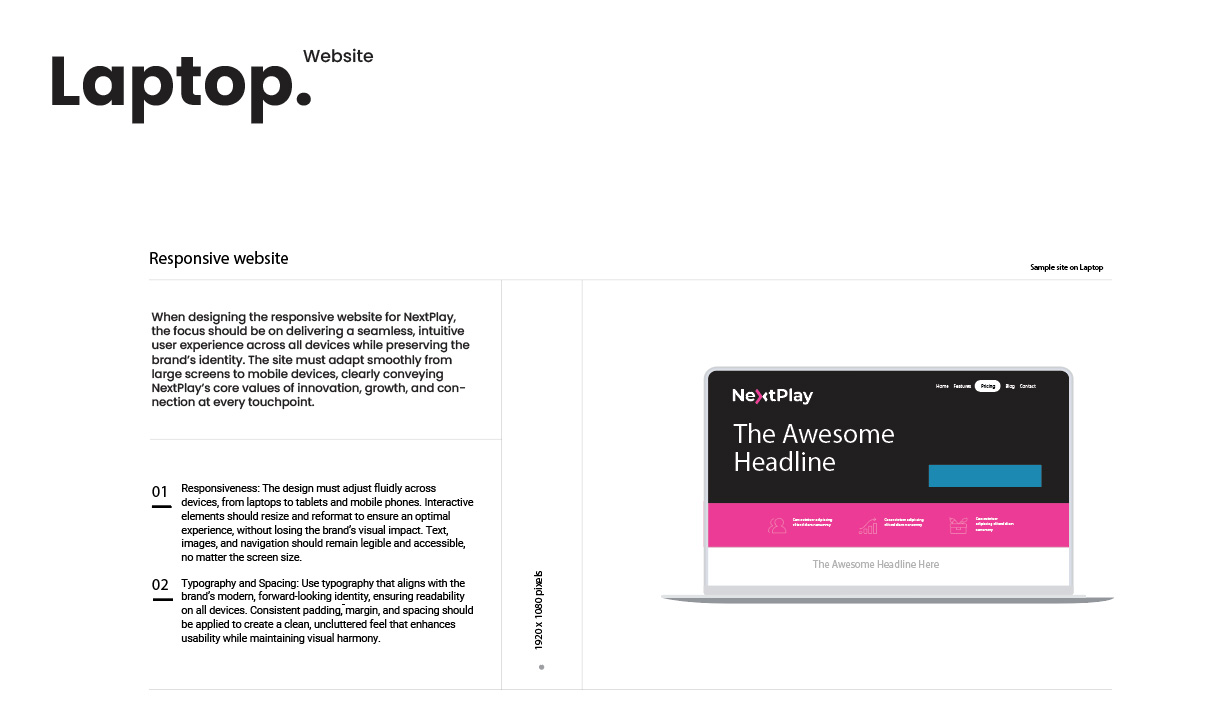 Laptop.
Website
Responsive website
Sample site on Laptop
When designing the responsive website for NextPlay,
the focus should be on delivering a seamless, intuitive
user experience across all devices while preserving the
brand's identity. The site must adapt smoothly from
large screens to mobile devices, clearly conveying
NextPlay's core values of innovation, growth, and con-
nection at every touchpoint.
01
Responsiveness: The design must adjust fluidly across
devices, from laptops to tablets and mobile phones. Interactive
elements should resize and reformat to ensure an optimal
experience, without losing the brand's visual impact. Text,
images, and navigation should remain legible and accessible,
no matter the screen size.
02
Typography and Spacing: Use typography that aligns with the
brand's modern, forward-looking identity, ensuring readability
on all devices. Consistent padding, margin, and spacing should
be applied to create a clean, uncluttered feel that enhances
usability while maintaining visual harmony.
1920 x 1080 pixels
NextPlay
Home Features Pricing Blog Contact
The Awesome
Headline
The Awesome Headline Here